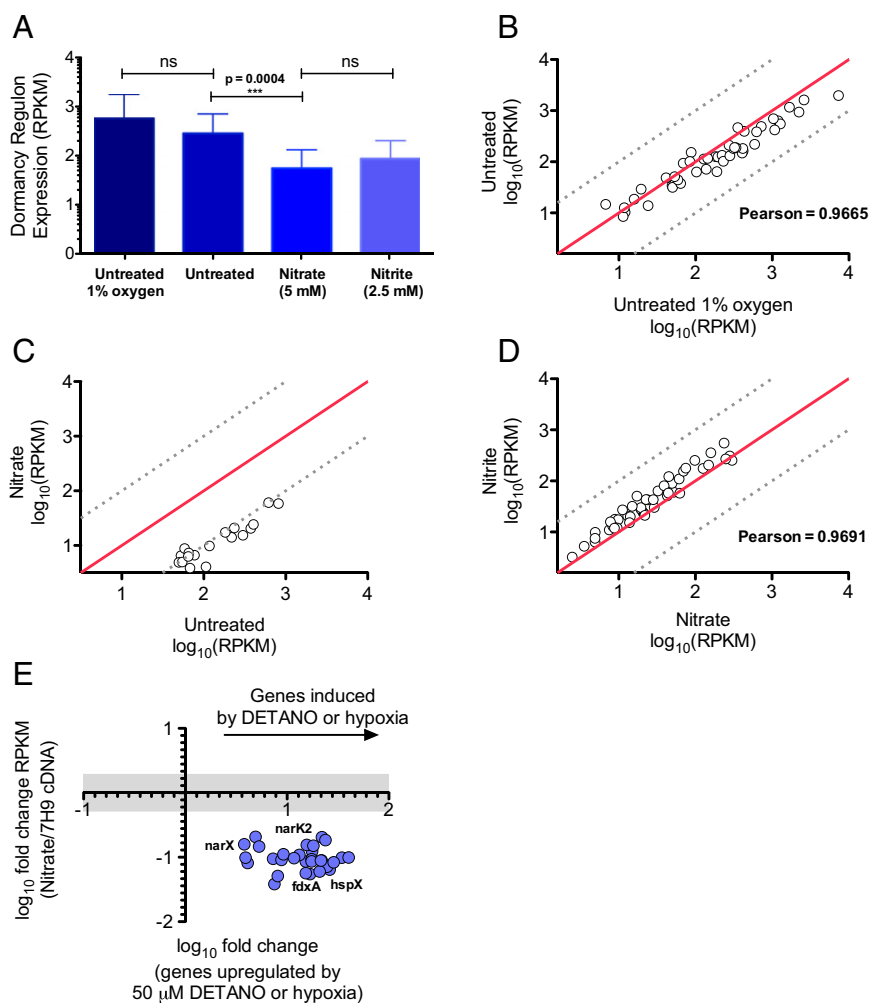 A
Dormancy Regulon
Expression (RPKM)
4
3
2
1
0
ns
p = 0.0004
***
ns
Untreated
1% oxygen
Untreated
Nitrate
(5 mM)
Nitrite
(2.5 mM)
B
Untreated
log10(RPKM)
4
3
2
1
Pearson = 0.9665
1
2
3
4
Untreated 1% oxygen
log10(RPKM)
C
Nitrate
log10(RPKM)
4
3
2
1
1
2
3
4
Untreated
log10(RPKM)
D
Nitrite
log10(RPKM)
4
3
2
1
Pearson = 0.9691
1
2
3
4
Nitrate
log10(RPKM)
E
Genes induced
by DETANO or hypoxia
log10 fold change RPKM
(Nitrate/7H9 cDNA)
1
-1
1
2
narK2
narX
-1
fdxA
hspX
-2
log10 fold change
(genes upregulated by
50 µM DETANO or hypoxia)